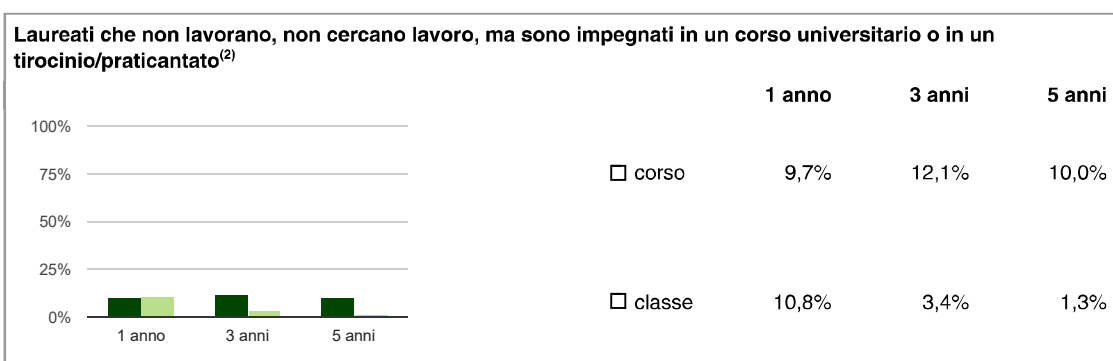 Laureati che non lavorano, non cercano lavoro, ma sono impegnati in un corso universitario o in un
tirocinio/praticantato(2)
1 anno 3 anni 5 anni
100%
75%
50%
25%
0%
1 anno 3 anni 5 anni
corso 9,7% 12,1% 10,0%
classe 10,8% 3,4% 1,3%